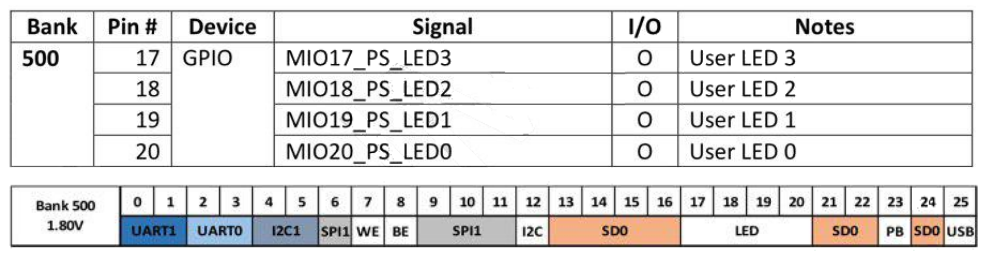 Bank Pin # Device Signal I/O Notes
500 17 GPIO MIO17_PS_LED3 O User LED 3
18 MIO18_PS_LED2 O User LED 2
19 MIO19_PS_LED1 O User LED 1
20 MIO20_PS_LED0 O User LED 0
Bank 500 0 1 2 3 4 5 6 7 8 9 10 11 12 13 14 15 16 17 18 19 20 21 22 23 24 25
1.80V UART1 UART0 I2C1 SPI1 WE BE SPI1 I2C SD0 LED SD0 PB SD0 USB